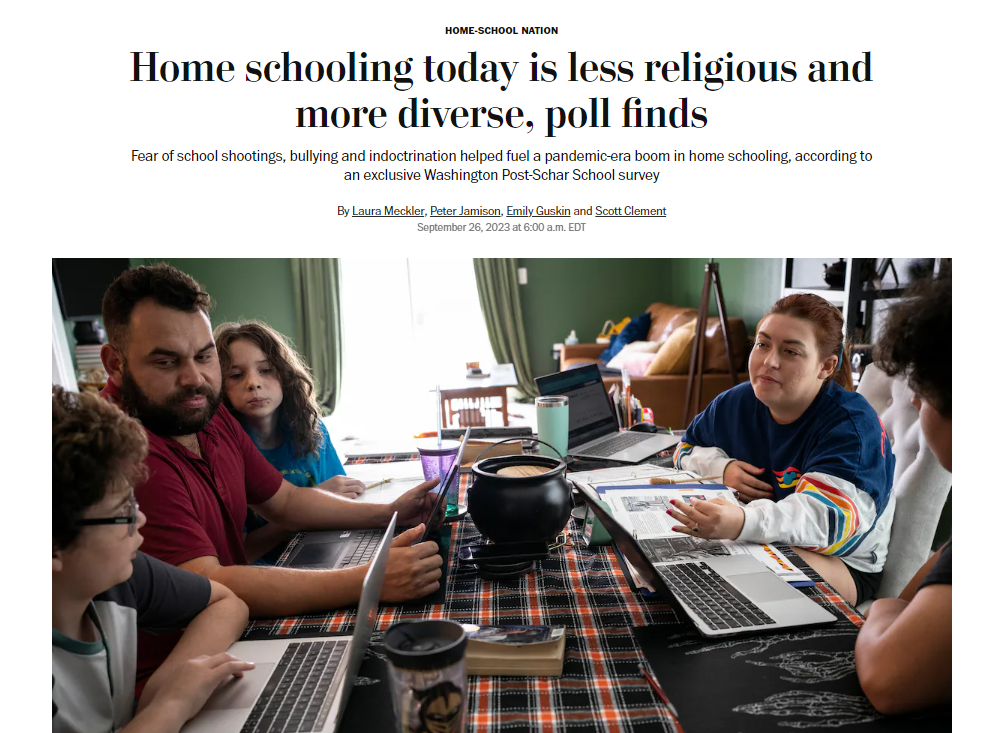 HOME-SCHOOL NATION
Home schooling today is less religious and
more diverse, poll finds
Fear of school shootings, bullying and indoctrination helped fuel a pandemic-era boom in home schooling, according to
an exclusive Washington Post-Schar School survey
By Laura Meckler, Peter Jamison, Emily Guskin and Scott Clement
September 26, 2023 at 6:00 a.m. EDT